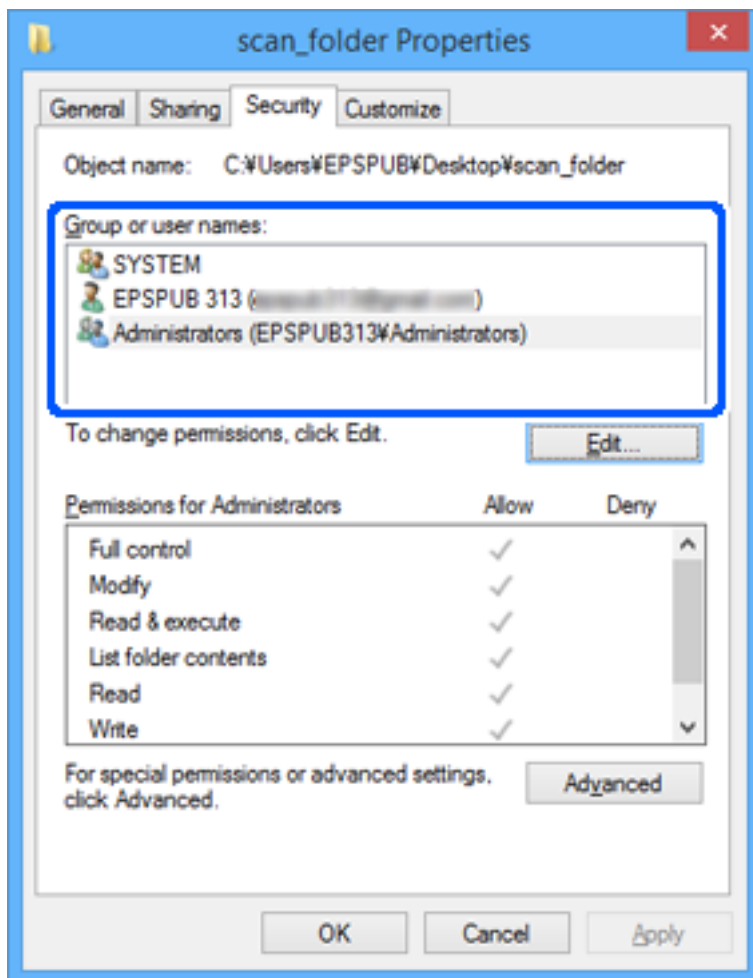 scan_folder Properties
General Sharing Security Customize
Object name: C:¥Users¥EPSPUB¥Desktop¥scan_folder
Group or user names:
SYSTEM
EPSPUB 313 ( )
Administrators (EPSPUB313¥Administrators)
To change permissions, click Edit.
Edit...
Permissions for Administrators Allow Deny
Full control
Modify
Read & execute
List folder contents
Read
Write
For special permissions or advanced settings,
click Advanced.
Advanced
OK Cancel Apply